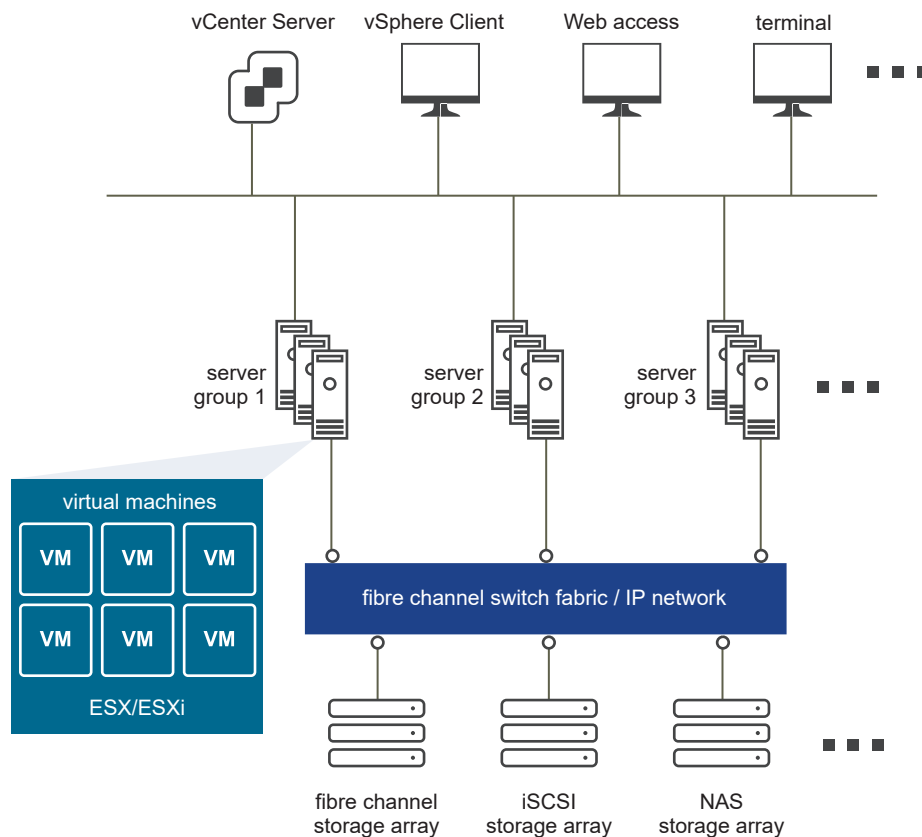 vCenter Server
vSphere Client
Web access
terminal
server
group 1
server
group 2
server
group 3
virtual machines
VM
VM
VM
VM
VM
VM
ESX/ESXi
fibre channel switch fabric / IP network
fibre channel
storage array
iSCSI
storage array
NAS
storage array